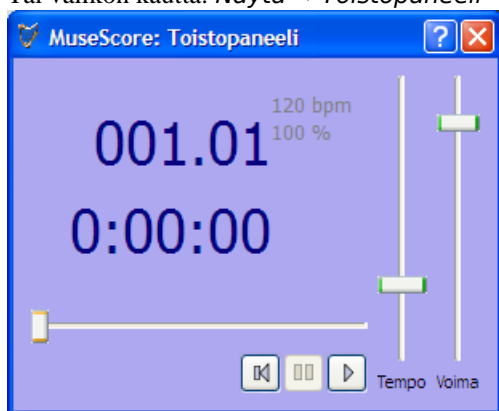 Tai valikon kautta: Näytä → Toistopaneeli
MuseScore: Toistopaneeli
120 bpm
001.01
100 %
0:00:00
Tempo Voima